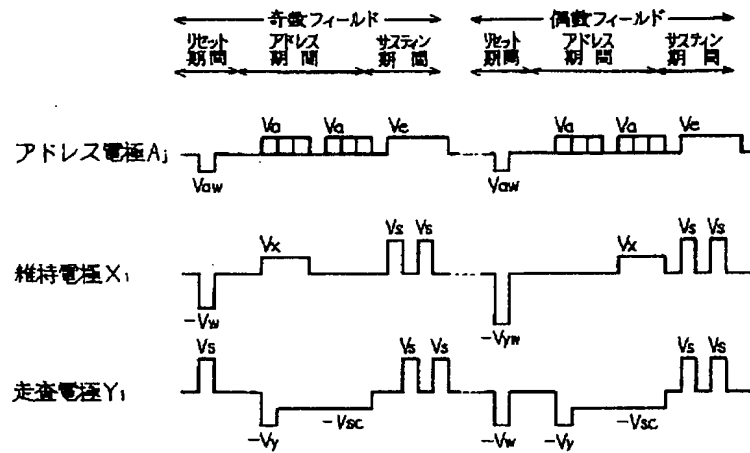 奇数フィールド 偶数フィールド
リセット期間 アドレス期間 サスティン期間 リセット期間 アドレス期間 サスティン期間
Va Va Ve Va Va Ve
アドレス電極Aj
Vaw Vaw
Vx Vs Vs Vx Vs Vs
維持電極Xi
-Vw -Vyw
Vs Vs Vs Vs Vs
走査電極Yi
-Vy -Vsc -Vw -Vy -Vsc